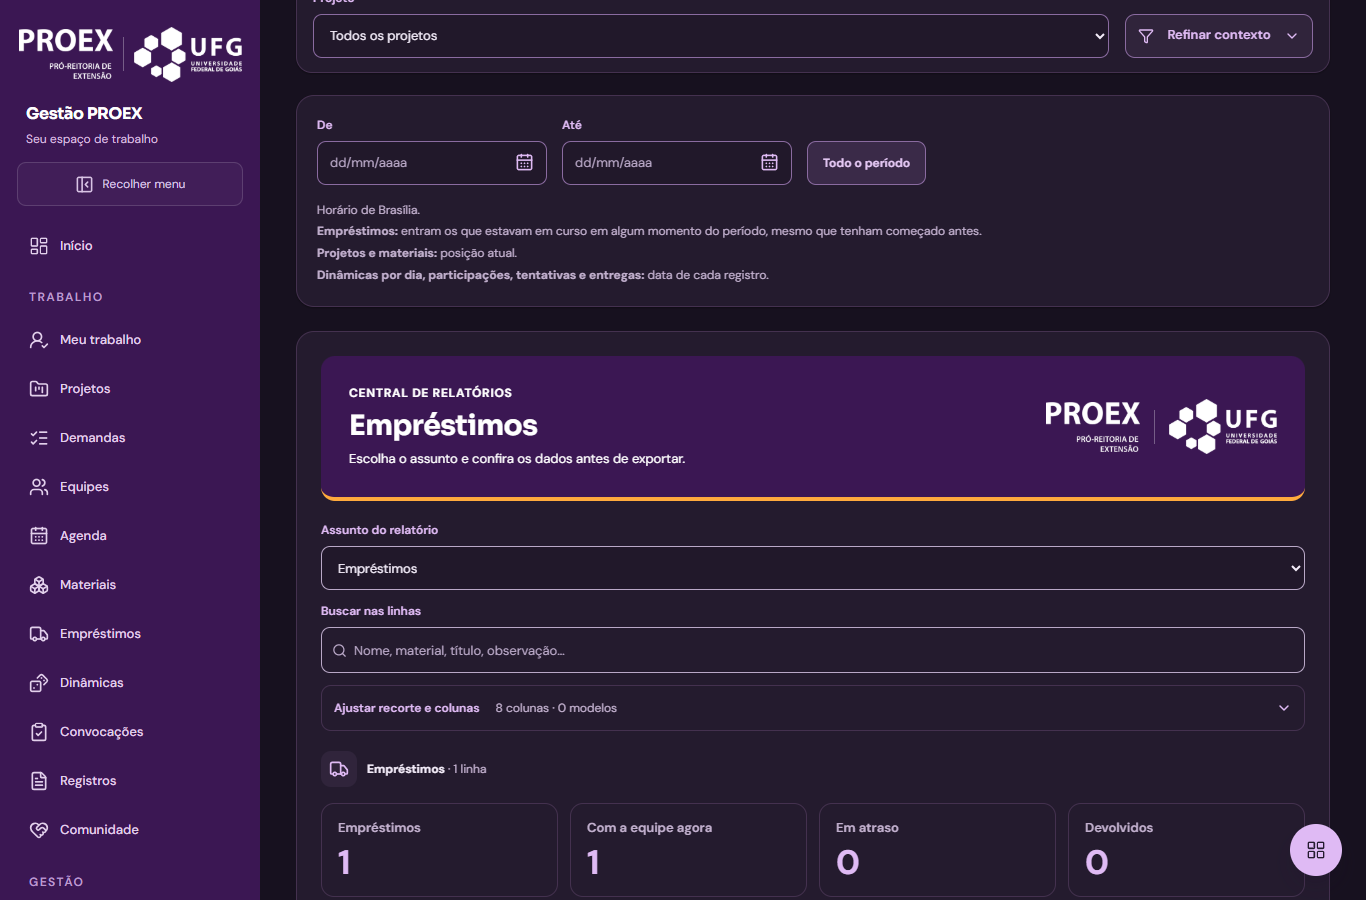 PROEX
PRÓ-REITORIA DE
EXTENSÃO
UFG
UNIVERSIDADE
FEDERAL DE GOIÁS
Gestão PROEX
Seu espaço de trabalho
Recolher menu
Início
TRABALHO
Meu trabalho
Projetos
Demandas
Equipes
Agenda
Materiais
Empréstimos
Dinâmicas
Convocações
Registros
Comunidade
GESTÃO
Projeto
Todos os projetos
Refinar contexto
De
Até
dd/mm/aaaa
dd/mm/aaaa
Todo o período
Horário de Brasília.
Empréstimos: entram os que estavam em curso em algum momento do período, mesmo que tenham começado antes.
Projetos e materiais: posição atual.
Dinâmicas por dia, participações, tentativas e entregas: data de cada registro.
CENTRAL DE RELATÓRIOS
Empréstimos
Escolha o assunto e confira os dados antes de exportar.
PROEX
PRÓ-REITORIA DE
EXTENSÃO
UFG
UNIVERSIDADE
FEDERAL DE GOIÁS
Assunto do relatório
Empréstimos
Buscar nas linhas
Nome, material, título, observação...
Ajustar recorte e colunas 8 colunas · 0 modelos
Empréstimos · 1 linha
Empréstimos
1
Com a equipe agora
1
Em atraso
0
Devolvidos
0